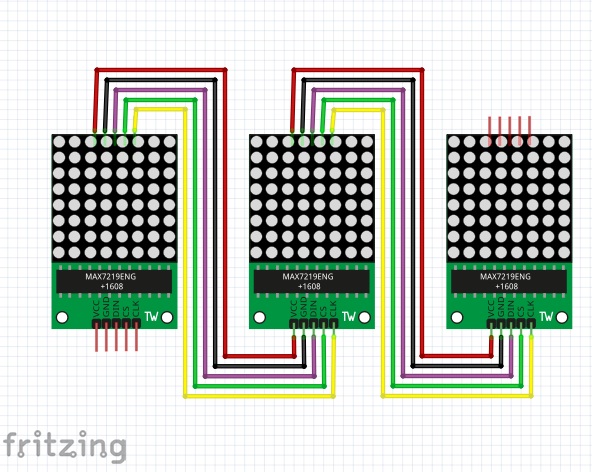 MAX7219ENG
+1608
VCC
GND
DIN
CS
CLK
TW
MAX7219ENG
+1608
VCC
GND
DIN
CS
CLK
TW
MAX7219ENG
+1608
VCC
GND
DIN
CS
CLK
TW
fritzing